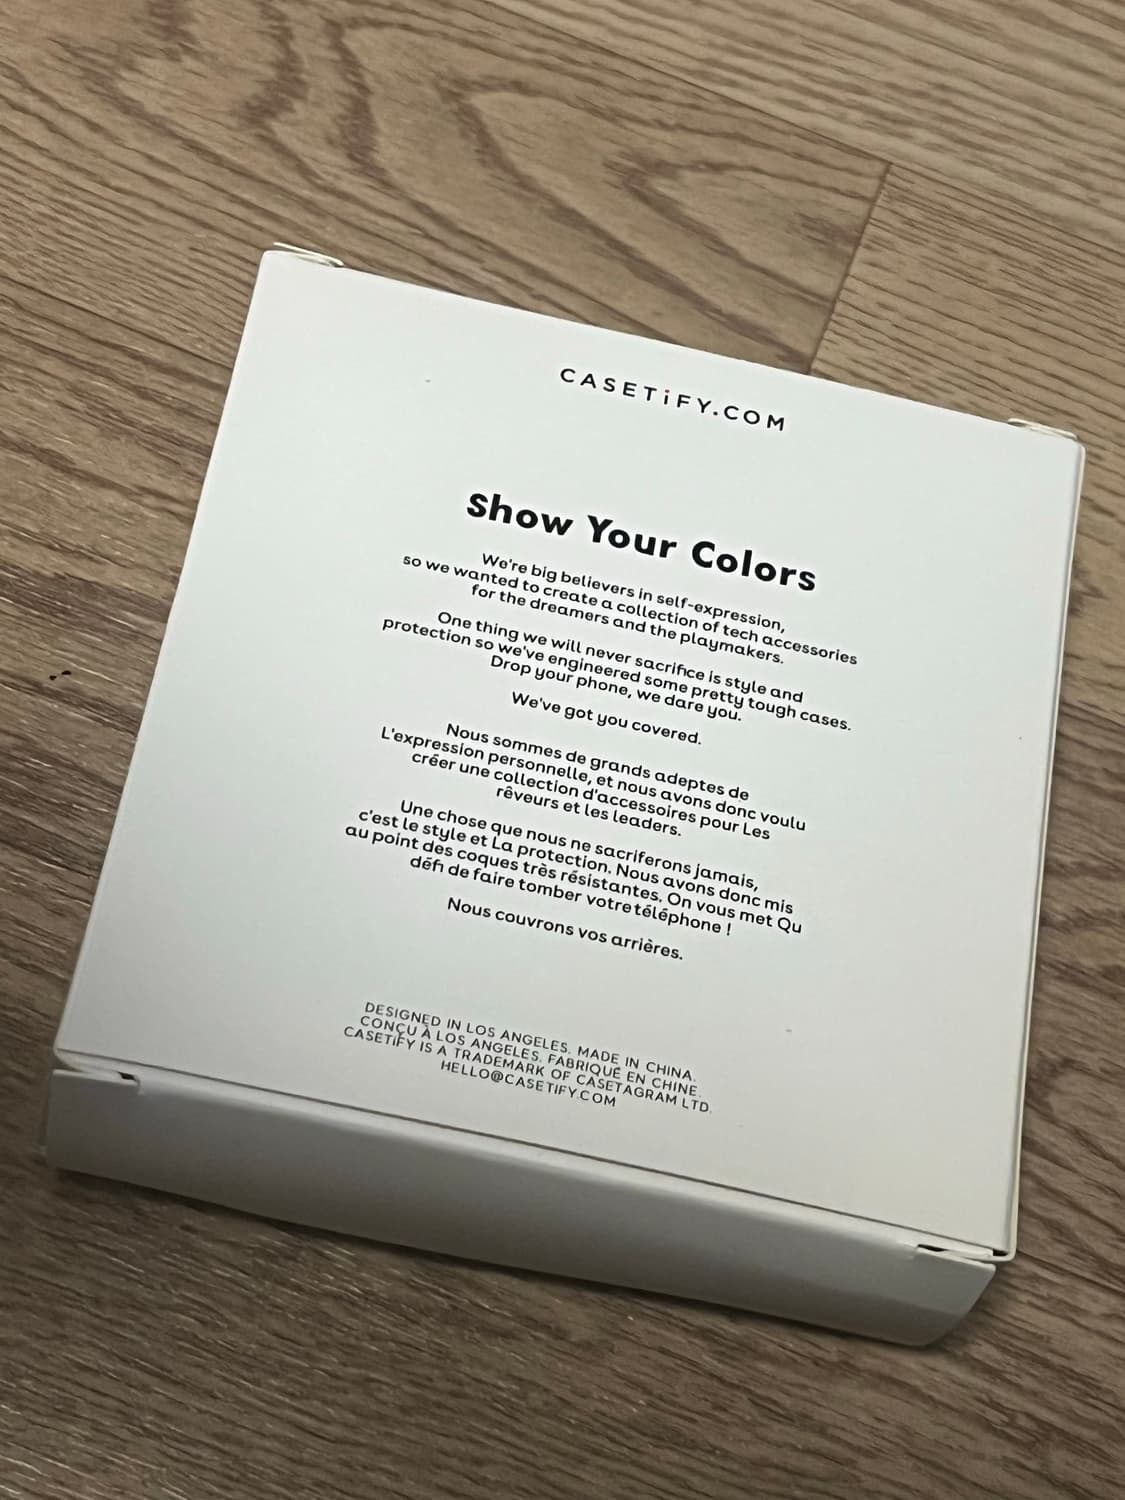 CASETiFY.COM
Show Your Colors
We're big believers in self-expression,
so we wanted to create a collection of tech accessories
for the dreamers and the playmakers.
One thing we will never sacrifice is style and
protection so we've engineered some pretty tough cases.
Drop your phone, we dare you.
We've got you covered.
Nous sommes de grands adeptes de
L'expression personnelle, et nous avons donc voulu
créer une collection d'accessoires pour Les
rêveurs et les leaders.
Une chose que nous ne sacriferons jamais,
c'est le style et La protection. Nous avons donc mis
au point des coques très résistantes. On vous met Qu
défi de faire tomber votre téléphone !
Nous couvrons vos arrières.
DESIGNED IN LOS ANGELES. MADE IN CHINA.
CONÇU À LOS ANGELES. FABRIQUÉ EN CHINE.
CASETiFY IS A TRADEMARK OF CASETAGRAM LTD.
HELLO@CASETIFY.COM